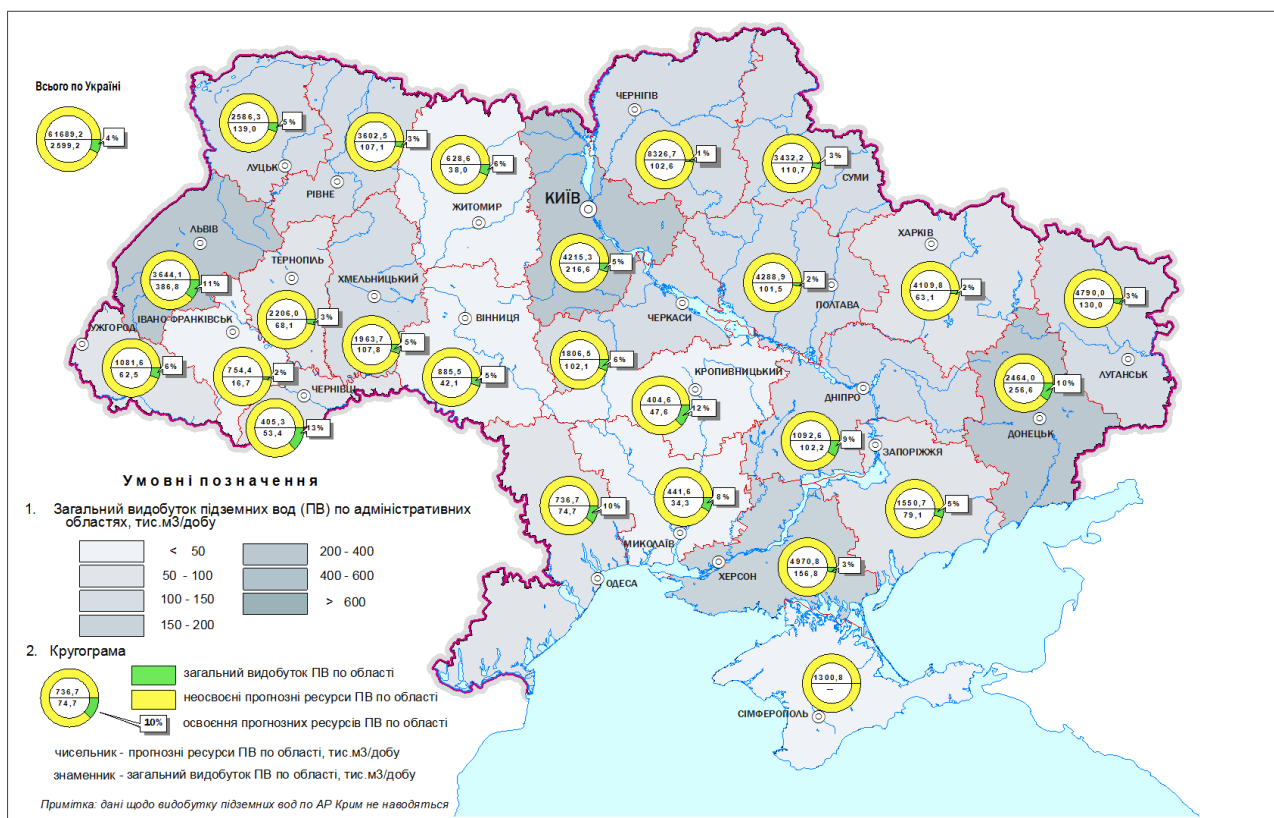 Всього по Україні
61689,2
2599,2
4%
2586,3
139,0
5%
ЛУЦЬК
3602,5
107,1
3%
РІВНЕ
628,6
38,0
6%
ЖИТОМИР
КИЇВ
4215,3
216,6
5%
ЧЕРНІГІВ
8326,7
102,6
1%
3432,2
110,7
3%
СУМИ
ЛЬВІВ
3644,1
386,8
11%
ТЕРНОПІЛЬ
2206,0
68,1
3%
ХМЕЛЬНИЦЬКИЙ
1963,7
107,8
5%
ВІННИЦЯ
885,5
42,1
5%
ЧЕРКАСИ
1806,5
102,1
6%
4288,9
101,5
2%
ПОЛТАВА
ХАРКІВ
4109,8
63,1
2%
4790,0
130,0
3%
ЛУГАНСЬК
УЖГОРОД
1081,6
62,5
6%
ІВАНО-ФРАНКІВСЬК
754,4
16,7
2%
ЧЕРНІВЦІ
405,3
53,4
13%
КРОПИВНИЦЬКИЙ
404,6
47,6
12%
ДНІПРО
1092,6
102,2
9%
2464,0
256,6
10%
ДОНЕЦЬК
ЗАПОРІЖЖЯ
1550,7
79,1
5%
736,7
74,7
10%
ОДЕСА
441,6
34,3
8%
МИКОЛАЇВ
ХЕРСОН
4970,8
156,8
3%
1300,8
–
СІМФЕРОПОЛЬ
Умовні позначення
1. Загальний видобуток підземних вод (ПВ) по адміністративних
областях, тис.м3/добу
< 50
50 - 100
100 - 150
150 - 200
200 - 400
400 - 600
> 600
2. Кругограма
736,7
74,7
10%
загальний видобуток ПВ по області
неосвоєні прогнозні ресурси ПВ по області
освоєння прогнозних ресурсів ПВ по області
чисельник - прогнозні ресурси ПВ по області, тис.м3/добу
знаменник - загальний видобуток ПВ по області, тис.м3/добу
Примітка: дані щодо видобутку підземних вод по АР Крим не наводяться